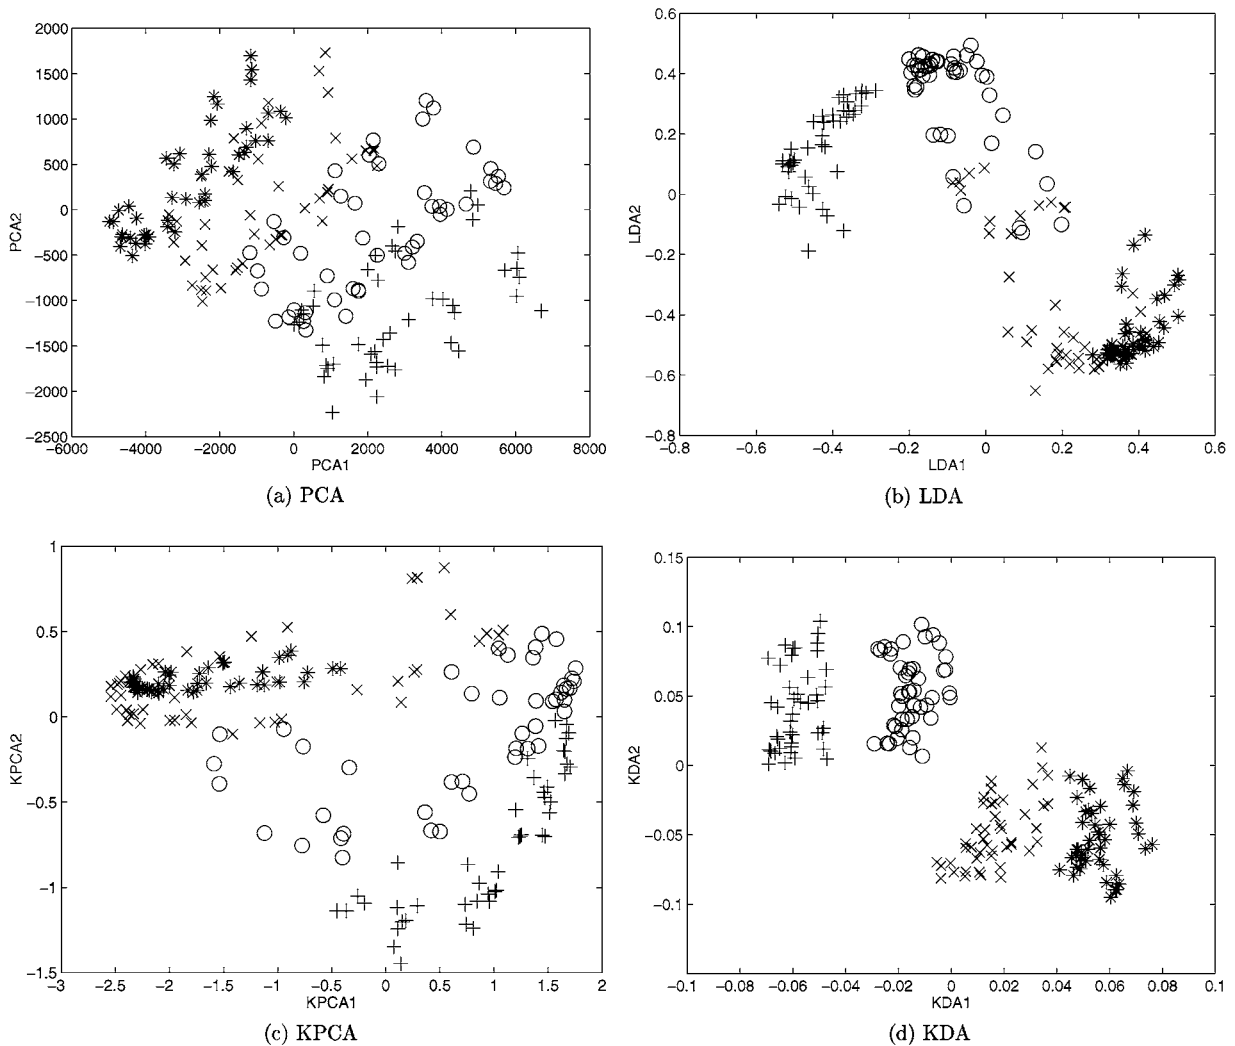 2000
1500
1000
500
0
−500
−1000
−1500
−2000
−2500
PCA2
−6000 −4000 −2000 0 2000 4000 6000 8000
PCA1
(a) PCA
0.6
0.4
0.2
0
−0.2
−0.4
−0.6
−0.8
LDA2
−0.8 −0.6 −0.4 −0.2 0 0.2 0.4 0.6
LDA1
(b) LDA
1
0.5
0
−0.5
−1
−1.5
KPCA2
−3 −2.5 −2 −1.5 −1 −0.5 0 0.5 1 1.5 2
KPCA1
(c) KPCA
0.15
0.1
0.05
0
−0.05
−0.1
KDA2
−0.1 −0.08 −0.06 −0.04 −0.02 0 0.02 0.04 0.06 0.08 0.1
KDA1
(d) KDA